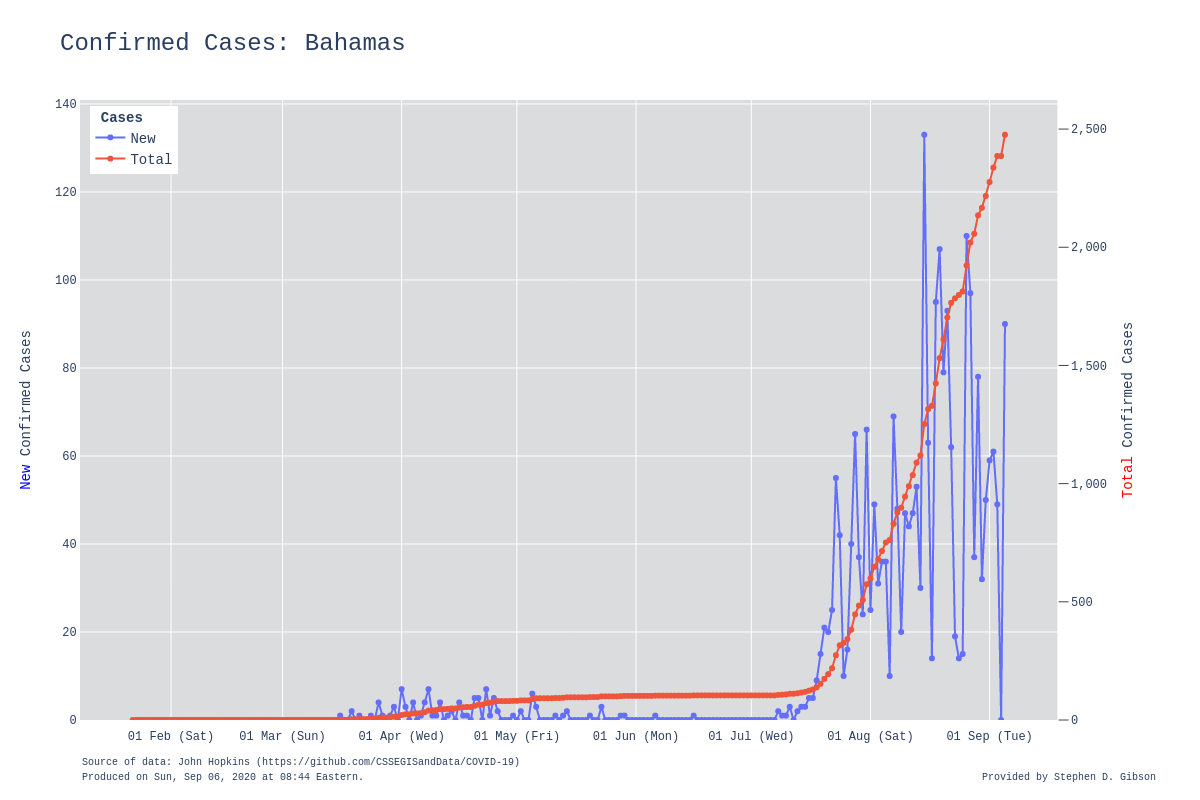 Confirmed Cases: Bahamas
Cases
New
Total
140
120
100
80
60
40
20
0
New Confirmed Cases
2,500
2,000
1,500
1,000
500
0
Total Confirmed Cases
01 Feb (Sat)
01 Mar (Sun)
01 Apr (Wed)
01 May (Fri)
01 Jun (Mon)
01 Jul (Wed)
01 Aug (Sat)
01 Sep (Tue)
Source of data: John Hopkins (https://github.com/CSSEGISandData/COVID-19)
Produced on Sun, Sep 06, 2020 at 08:44 Eastern.
Provided by Stephen D. Gibson